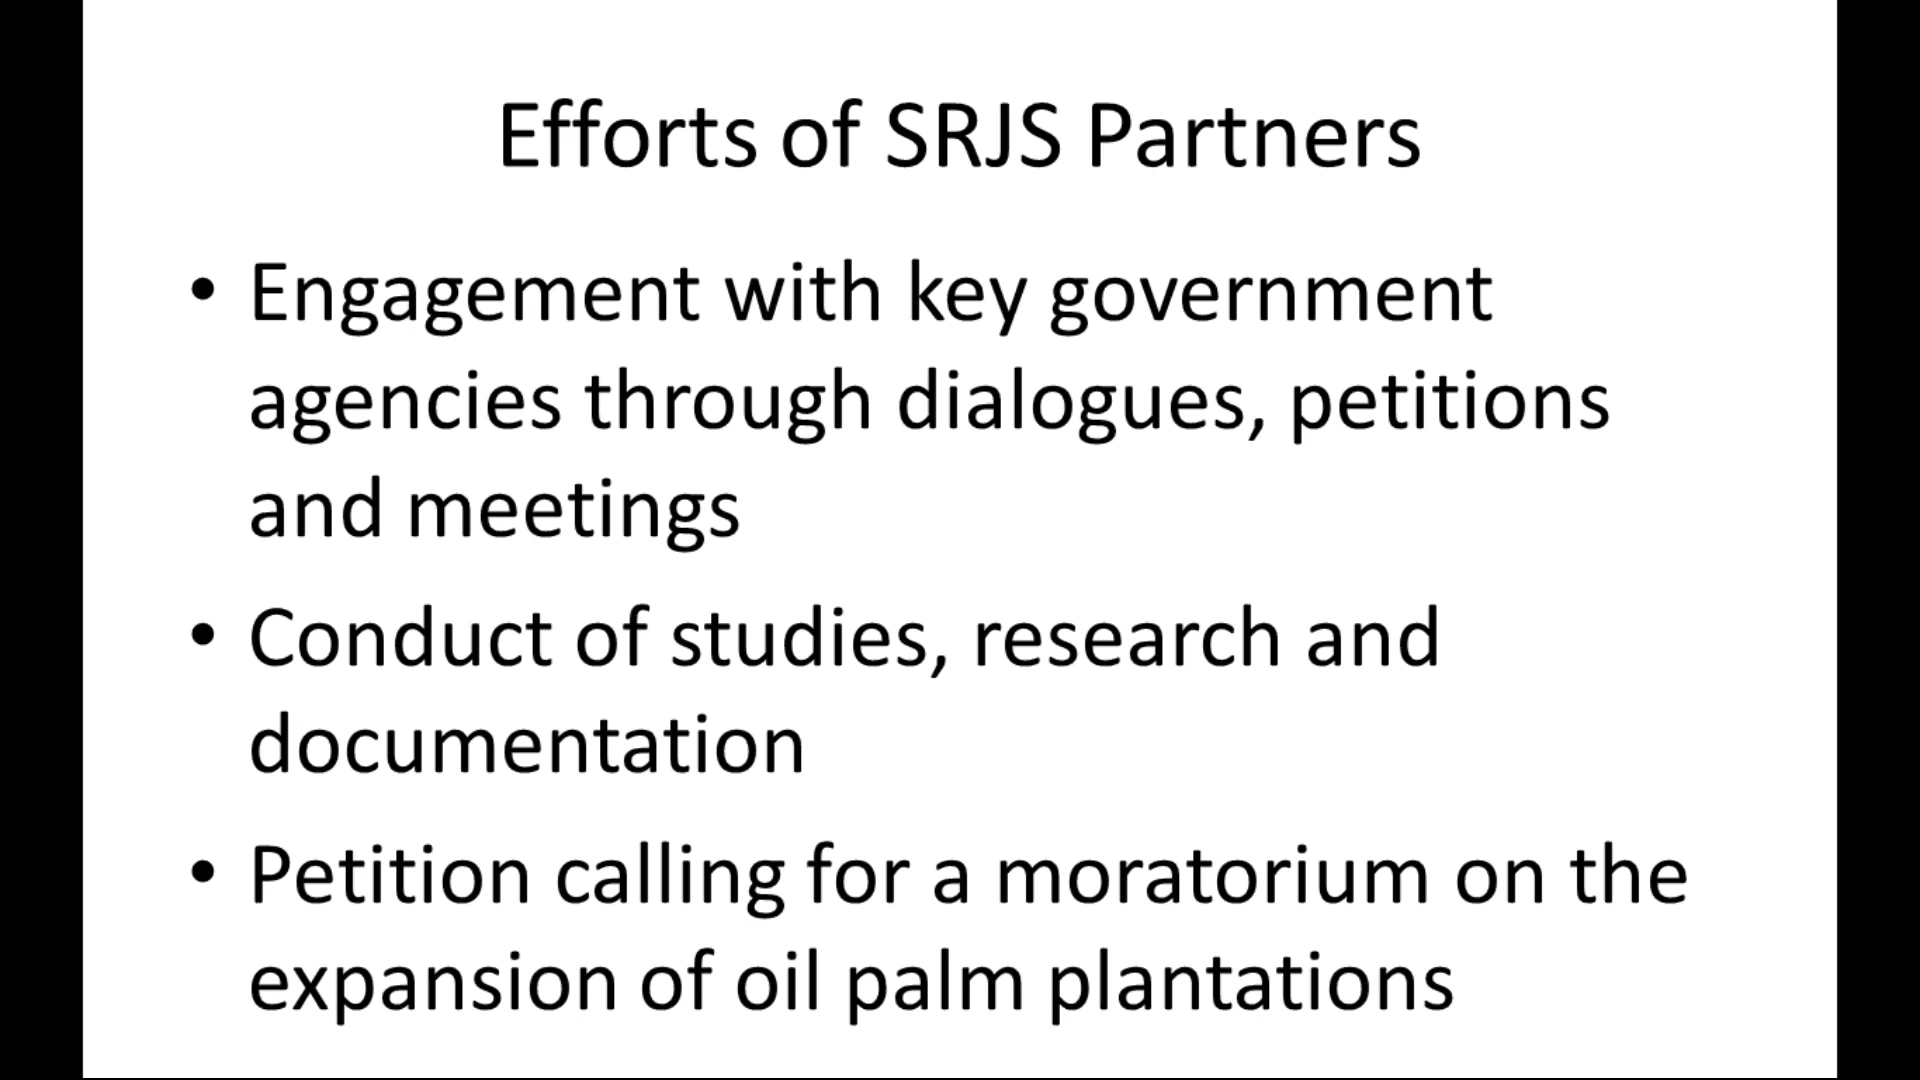 Efforts of SRJS Partners
• Engagement with key government
agencies through dialogues, petitions
and meetings
• Conduct of studies, research and
documentation
• Petition calling for a moratorium on the
expansion of oil palm plantations